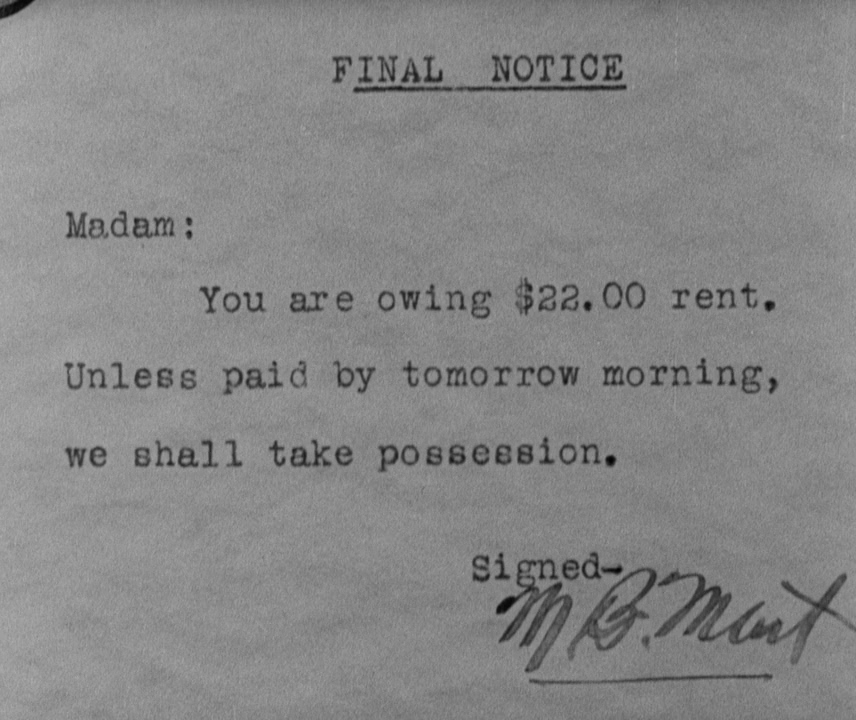 FINAL NOTICE
Madam:
You are owing $22.00 rent.
Unless paid by tomorrow morning,
we shall take possession.
Signed-
M B.